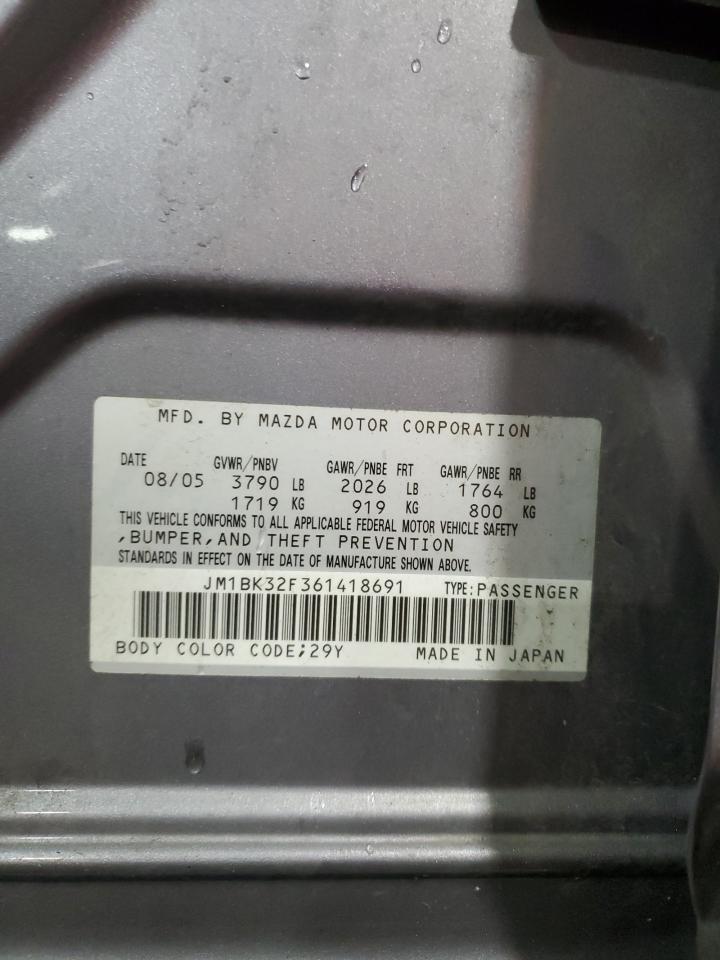 MFD. BY MAZDA MOTOR CORPORATION
DATE GVWR/PNBV GAWR/PNBE FRT GAWR/PNBE RR
08/05 3790 LB 2026 LB 1764 LB
1719 KG 919 KG 800 KG
THIS VEHICLE CONFORMS TO ALL APPLICABLE FEDERAL MOTOR VEHICLE SAFETY
,BUMPER,AND THEFT PREVENTION
STANDARDS IN EFFECT ON THE DATE OF MANUFACTURE SHOWN ABOVE.
JM1BK32F361418691 TYPE:PASSENGER
BODY COLOR CODE;29Y MADE IN JAPAN